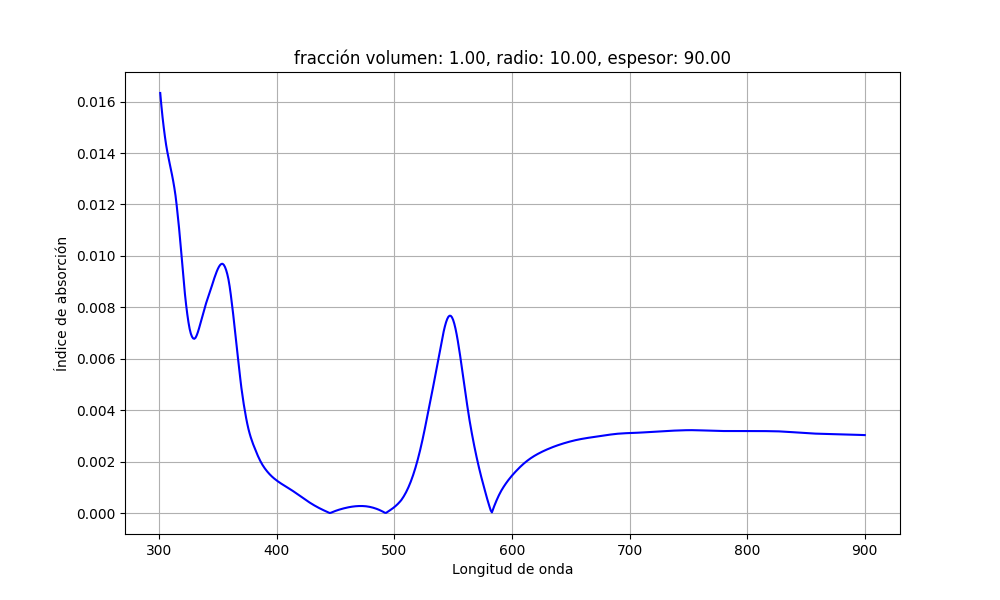 fracción volumen: 1.00, radio: 10.00, espesor: 90.00
Índice de absorción
0.016
0.014
0.012
0.010
0.008
0.006
0.004
0.002
0.000
300 400 500 600 700 800 900
Longitud de onda